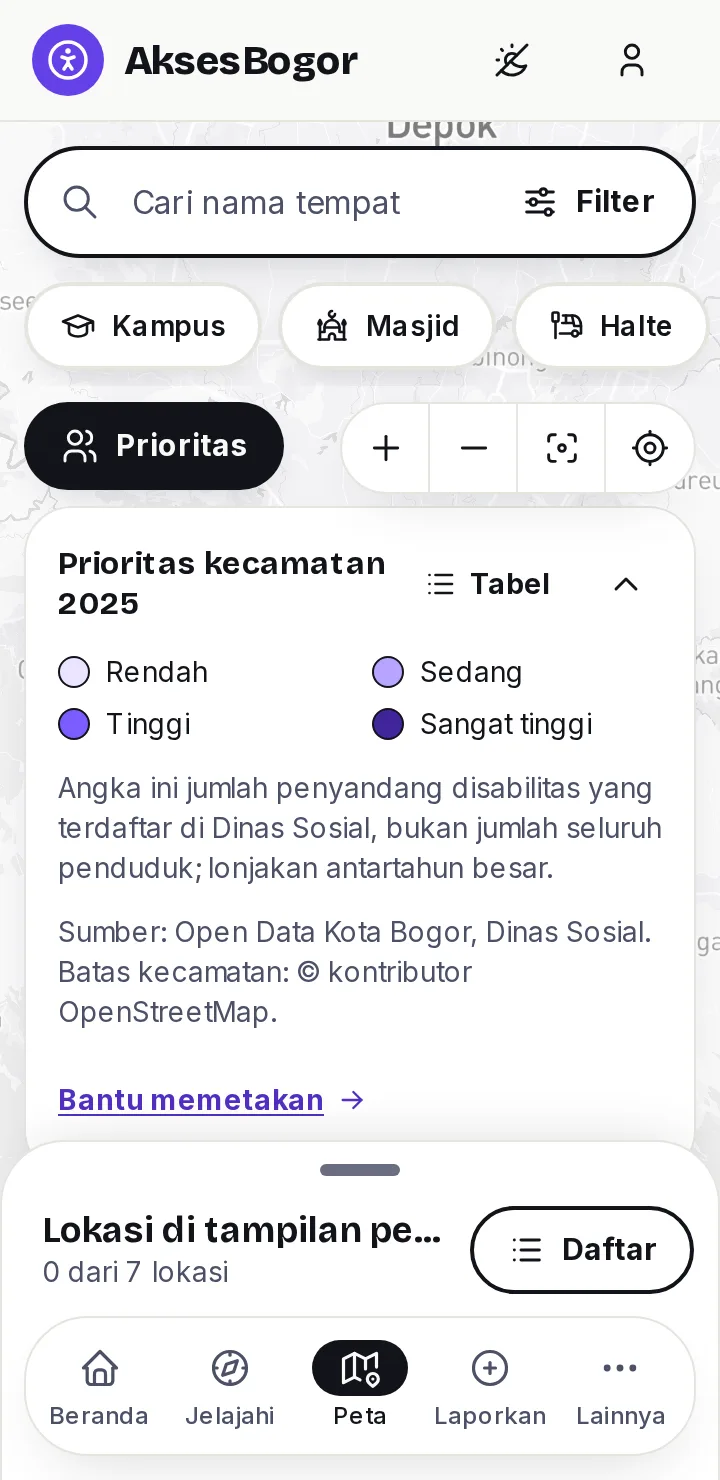 AksesBogor
Depok
Cari nama tempat
Filter
Kampus
Masjid
Halte
Prioritas
Prioritas kecamatan
2025
Tabel
Rendah
Sedang
Tinggi
Sangat tinggi
Angka ini jumlah penyandang disabilitas yang
terdaftar di Dinas Sosial, bukan jumlah seluruh
penduduk; lonjakan antartahun besar.
Sumber: Open Data Kota Bogor, Dinas Sosial.
Batas kecamatan: © kontributor
OpenStreetMap.
Bantu memetakan
Lokasi di tampilan pe...
0 dari 7 lokasi
Daftar
Beranda
Jelajahi
Peta
Laporkan
Lainnya